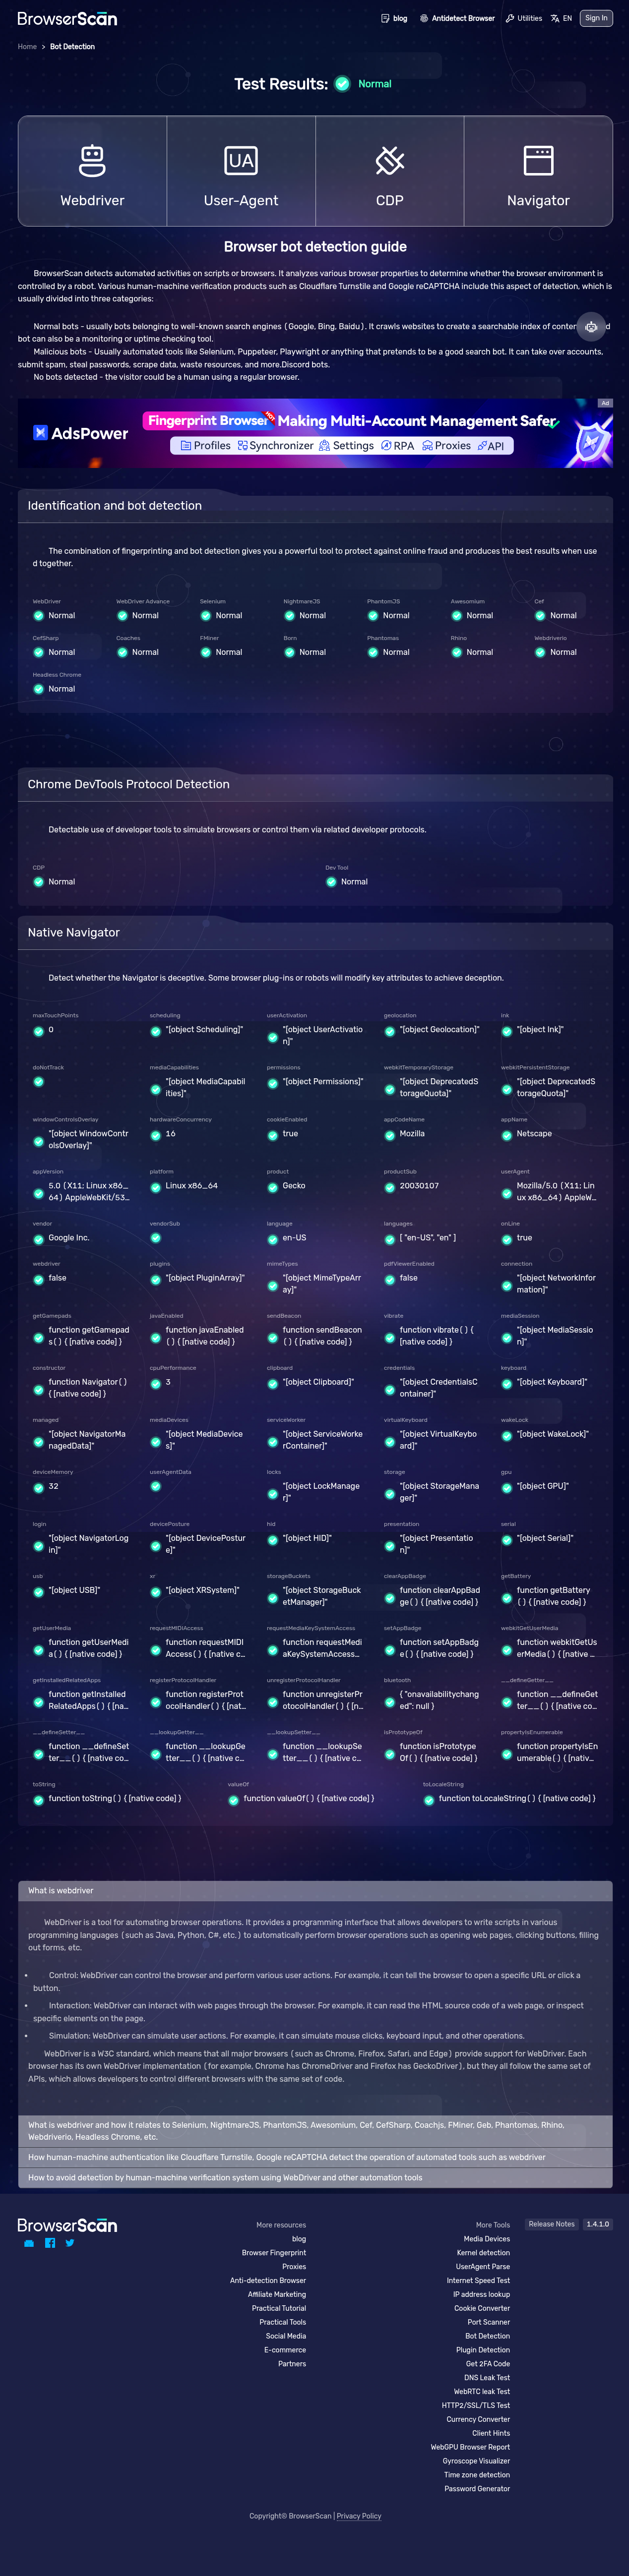 BrowserScan
blog
Antidetect Browser
Utilities
EN
Sign In
Home > Bot Detection
Test Results: Normal
Webdriver
UA
User-Agent
CDP
Navigator
Browser bot detection guide
BrowserScan detects automated activities on scripts or browsers. It analyzes various browser properties to determine whether the browser environment is
controlled by a robot. Various human-machine verification products such as Cloudflare Turnstile and Google reCAPTCHA include this aspect of detection, which is
usually divided into three categories:
Normal bots - usually bots belonging to well-known search engines (Google, Bing, Baidu). It crawls websites to create a searchable index of conten d
bot can also be a monitoring or uptime checking tool.
Malicious bots - Usually automated tools like Selenium, Puppeteer, Playwright or anything that pretends to be a good search bot. It can take over accounts,
submit spam, steal passwords, scrape data, waste resources, and more.Discord bots.
No bots detected - the visitor could be a human using a regular browser.
Ad
AdsPower
Fingerprint Browser HOT Making Multi-Account Management Safer
Profiles Synchronizer Settings RPA Proxies API
Identification and bot detection
The combination of fingerprinting and bot detection gives you a powerful tool to protect against online fraud and produces the best results when use
d together.
WebDriver WebDriver Advance Selenium NightmareJS PhantomJS Awesomium Cef
Normal Normal Normal Normal Normal Normal Normal
CefSharp Coaches FMiner Born Phantomas Rhino Webdriverio
Normal Normal Normal Normal Normal Normal Normal
Headless Chrome
Normal
Chrome DevTools Protocol Detection
Detectable use of developer tools to simulate browsers or control them via related developer protocols.
CDP Dev Tool
Normal Normal
Native Navigator
Detect whether the Navigator is deceptive. Some browser plug-ins or robots will modify key attributes to achieve deception.
maxTouchPoints scheduling userActivation geolocation ink
0 "[object Scheduling]" "[object UserActivatio "[object Geolocation]" "[object Ink]"
n]"
doNotTrack mediaCapabilities permissions webkitTemporaryStorage webkitPersistentStorage
"[object MediaCapabil "[object Permissions]" "[object DeprecatedS "[object DeprecatedS
ities]" torageQuota]" torageQuota]"
windowControlsOverlay hardwareConcurrency cookieEnabled appCodeName appName
"[object WindowContr 16 true Mozilla Netscape
olsOverlay]"
appVersion platform product productSub userAgent
5.0 (X11; Linux x86_ Linux x86_64 Gecko 20030107 Mozilla/5.0 (X11; Lin
64) AppleWebKit/53... ux x86_64) AppleW...
vendor vendorSub language languages onLine
Google Inc. en-US [ "en-US", "en" ] true
webdriver plugins mimeTypes pdfViewerEnabled connection
false "[object PluginArray]" "[object MimeTypeArr false "[object NetworkInfor
ay]" mation]"
getGamepads javaEnabled sendBeacon vibrate mediaSession
function getGamepad function javaEnabled function sendBeacon function vibrate() { "[object MediaSessio
s() { [native code] } () { [native code] } () { [native code] } [native code] } n]"
constructor cpuPerformance clipboard credentials keyboard
function Navigator() 3 "[object Clipboard]" "[object CredentialsC "[object Keyboard]"
{ [native code] } ontainer]"
managed mediaDevices serviceWorker virtualKeyboard wakeLock
"[object NavigatorMa "[object MediaDevice "[object ServiceWorke "[object VirtualKeybo "[object WakeLock]"
nagedData]" s]" rContainer]" ard]"
deviceMemory userAgentData locks storage gpu
32 "[object LockManage "[object StorageMana "[object GPU]"
r]" ger]"
login devicePosture hid presentation serial
"[object NavigatorLog "[object DevicePostur "[object HID]" "[object Presentatio "[object Serial]"
in]" e]" n]"
usb xr storageBuckets clearAppBadge getBattery
"[object USB]" "[object XRSystem]" "[object StorageBuck function clearAppBad function getBattery
etManager]" ge() { [native code] } () { [native code] }
getUserMedia requestMIDIAccess requestMediaKeySystemAccess setAppBadge webkitGetUserMedia
function getUserMedi function requestMIDI function requestMedi function setAppBadg function webkitGetUs
a() { [native code] } Access() { [native c... aKeySystemAccess... e() { [native code] } erMedia() { [native ...
getInstalledRelatedApps registerProtocolHandler unregisterProtocolHandler bluetooth __defineGetter__
function getInstalled function registerProt function unregisterPr { "onavailabilitychang function __defineGet
RelatedApps() { [na... ocolHandler() { [nat... otocolHandler() { [n... ed": null } ter__() { [native co...
__defineSetter__ __lookupGetter__ __lookupSetter__ isPrototypeOf propertyIsEnumerable
function __defineSet function __lookupGe function __lookupSe function isPrototype function propertyIsEn
ter__() { [native co... tter__() { [native c... tter__() { [native c... Of() { [native code] } umerable() { [nativ...
toString valueOf toLocaleString
function toString() { [native code] } function valueOf() { [native code] } function toLocaleString() { [native code] }
What is webdriver
WebDriver is a tool for automating browser operations. It provides a programming interface that allows developers to write scripts in various
programming languages (such as Java, Python, C#, etc.) to automatically perform browser operations such as opening web pages, clicking buttons, filling
out forms, etc.
• Control: WebDriver can control the browser and perform various user actions. For example, it can tell the browser to open a specific URL or click a
button.
• Interaction: WebDriver can interact with web pages through the browser. For example, it can read the HTML source code of a web page, or inspect
specific elements on the page.
• Simulation: WebDriver can simulate user actions. For example, it can simulate mouse clicks, keyboard input, and other operations.
WebDriver is a W3C standard, which means that all major browsers (such as Chrome, Firefox, Safari, and Edge) provide support for WebDriver. Each
browser has its own WebDriver implementation (for example, Chrome has ChromeDriver and Firefox has GeckoDriver), but they all follow the same set of
APIs, which allows developers to control different browsers with the same set of code.
What is webdriver and how it relates to Selenium, NightmareJS, PhantomJS, Awesomium, Cef, CefSharp, Coachjs, FMiner, Geb, Phantomas, Rhino,
Webdriverio, Headless Chrome, etc.
How human-machine authentication like Cloudflare Turnstile, Google reCAPTCHA detect the operation of automated tools such as webdriver
How to avoid detection by human-machine verification system using WebDriver and other automation tools
BrowserScan
More resources
blog
Browser Fingerprint
Proxies
Anti-detection Browser
Affiliate Marketing
Practical Tutorial
Practical Tools
Social Media
E-commerce
Partners
More Tools
Media Devices
Kernel detection
UserAgent Parse
Internet Speed Test
IP address lookup
Cookie Converter
Port Scanner
Bot Detection
Plugin Detection
Get 2FA Code
DNS Leak Test
WebRTC leak Test
HTTP2/SSL/TLS Test
Currency Converter
Client Hints
WebGPU Browser Report
Gyroscope Visualizer
Time zone detection
Password Generator
Release Notes 1.4.1.0
Copyright© BrowserScan | Privacy Policy